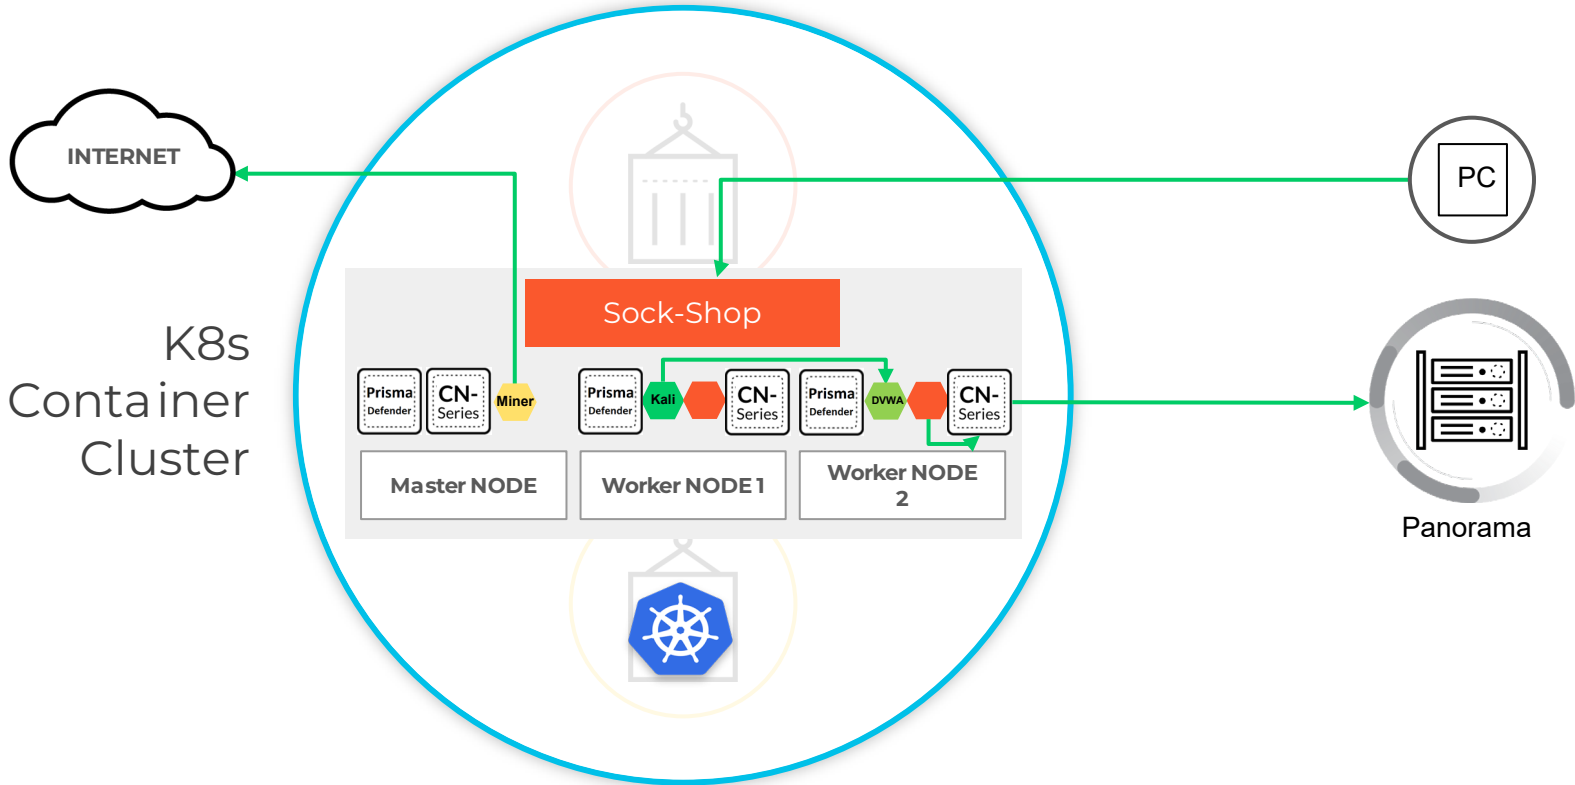 INTERNET
PC
K8s
Container
Cluster
Sock-Shop
Prisma
Defender
CN-
Series
Miner
Prisma
Defender
Kali
CN-
Series
Prisma
Defender
DVWA
CN-
Series
Master NODE
Worker NODE 1
Worker NODE
2
Panorama